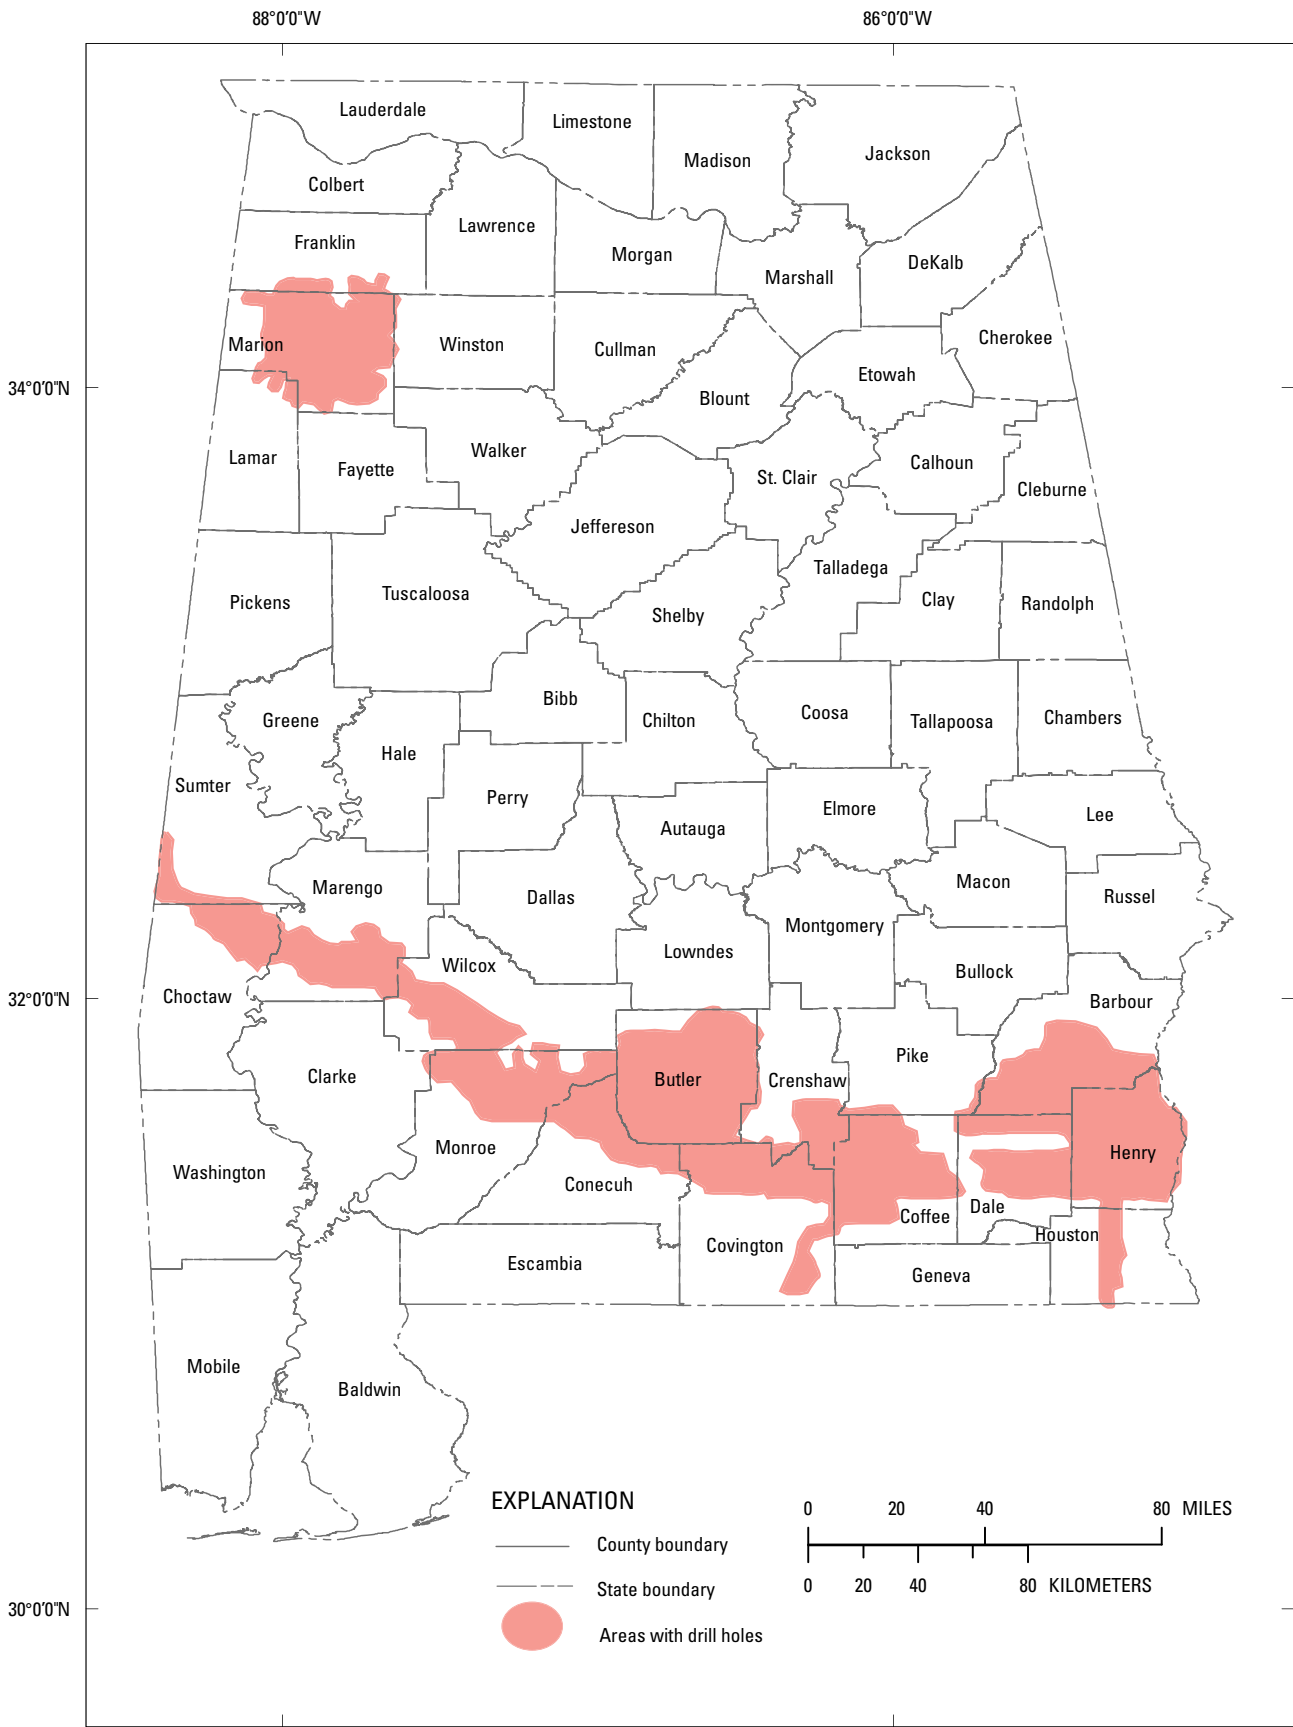 88°0'0"W 86°0'0"W
Lauderdale
Limestone
Madison
Jackson
Colbert
Lawrence
Franklin
Morgan
DeKalb
Marshall
Cherokee
Marion
Winston
Cullman
34°0'0"N
Etowah
Blount
Walker
Lamar
Fayette
Calhoun
St. Clair
Cleburne
Jeffereson
Talladega
Tuscaloosa
Pickens
Clay
Randolph
Shelby
Bibb
Coosa
Chambers
Greene
Chilton
Tallapoosa
Hale
Sumter
Perry
Elmore
Lee
Autauga
Macon
Marengo
Dallas
Russel
Montgomery
Lowndes
Wilcox
Bullock
Choctaw
32°0'0"N
Barbour
Pike
Clarke
Butler
Crenshaw
Monroe
Henry
Washington
Conecuh
Dale
Coffee
Houston
Covington
Escambia
Geneva
Mobile
Baldwin
EXPLANATION
County boundary
State boundary
Areas with drill holes
0 20 40 80 MILES
0 20 40 80 KILOMETERS
30°0'0"N